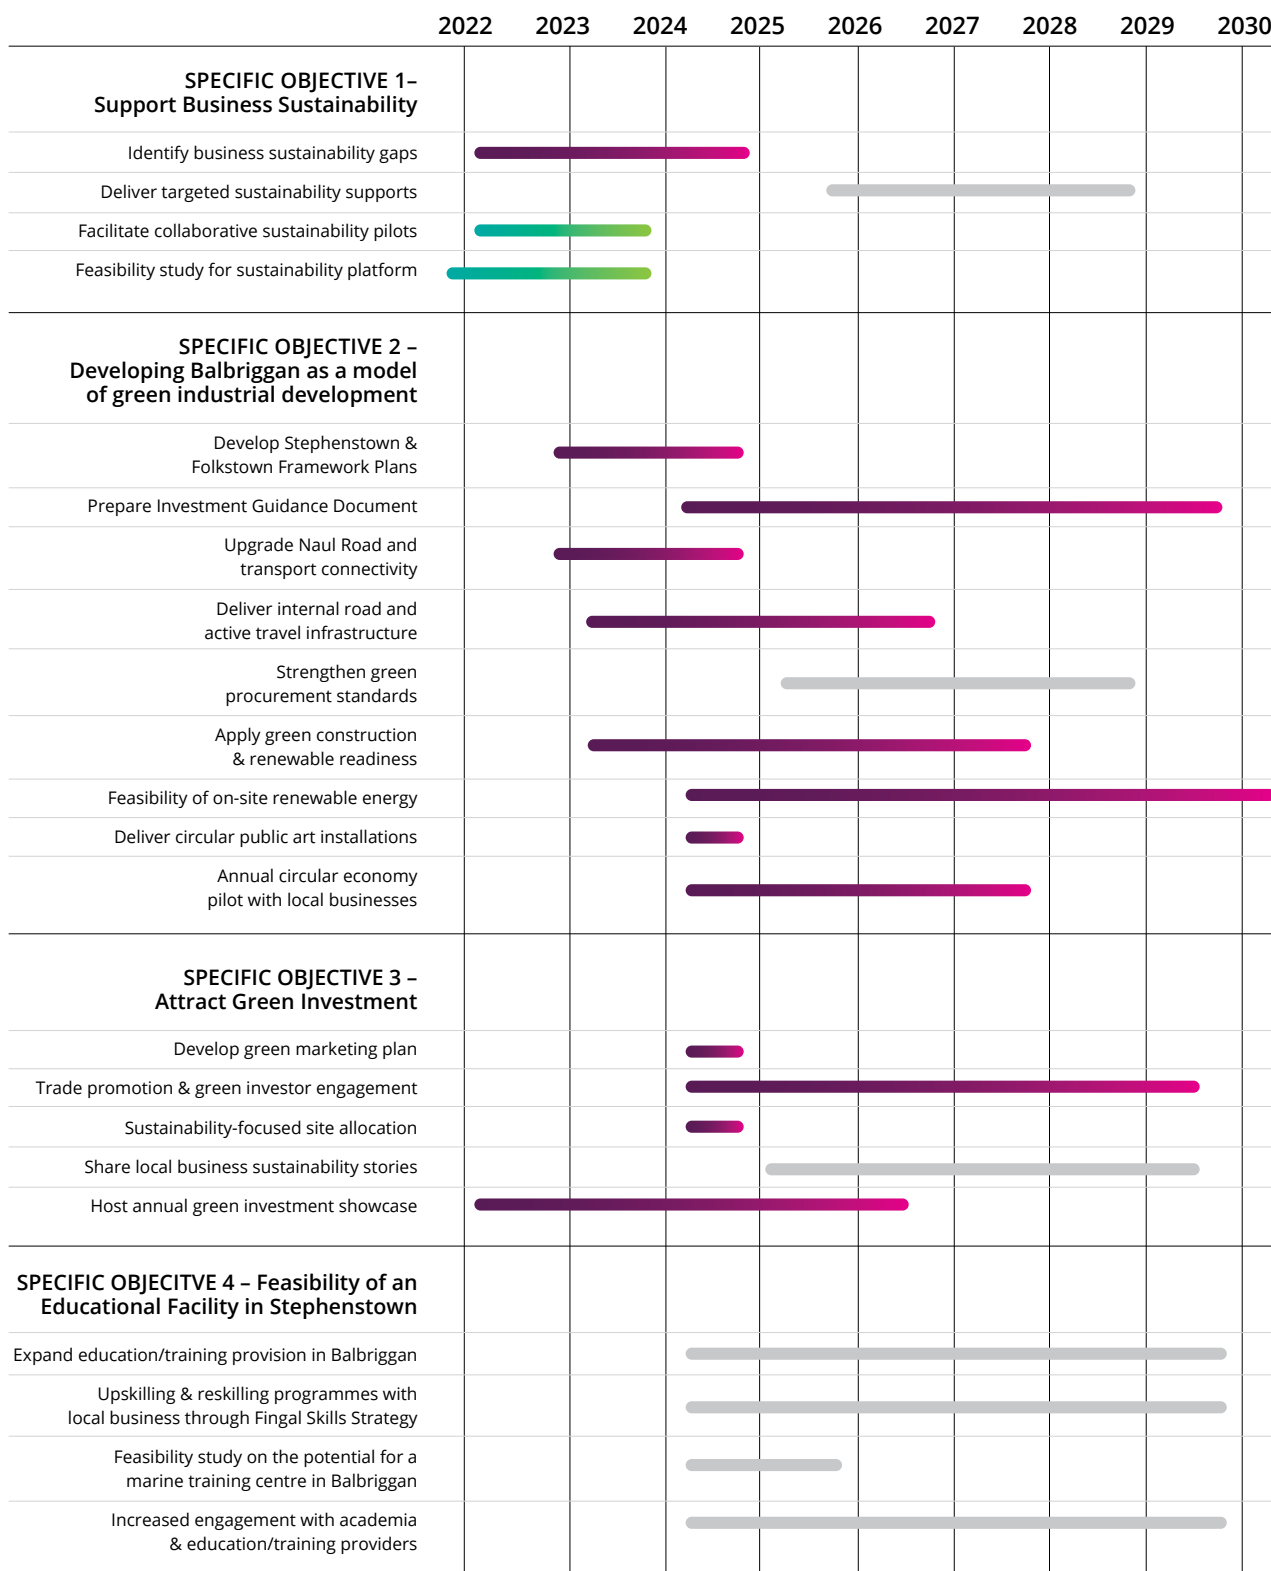 2022 2023 2024 2025 2026 2027 2028 2029 2030
SPECIFIC OBJECTIVE 1–
Support Business Sustainability
Identify business sustainability gaps
Deliver targeted sustainability supports
Facilitate collaborative sustainability pilots
Feasibility study for sustainability platform
SPECIFIC OBJECTIVE 2 –
Developing Balbriggan as a model
of green industrial development
Develop Stephenstown &
Folkstown Framework Plans
Prepare Investment Guidance Document
Upgrade Naul Road and
transport connectivity
Deliver internal road and
active travel infrastructure
Strengthen green
procurement standards
Apply green construction
& renewable readiness
Feasibility of on-site renewable energy
Deliver circular public art installations
Annual circular economy
pilot with local businesses
SPECIFIC OBJECTIVE 3 –
Attract Green Investment
Develop green marketing plan
Trade promotion & green investor engagement
Sustainability-focused site allocation
Share local business sustainability stories
Host annual green investment showcase
SPECIFIC OBJECITVE 4 – Feasibility of an
Educational Facility in Stephenstown
Expand education/training provision in Balbriggan
Upskilling & reskilling programmes with
local business through Fingal Skills Strategy
Feasibility study on the potential for a
marine training centre in Balbriggan
Increased engagement with academia
& education/training providers